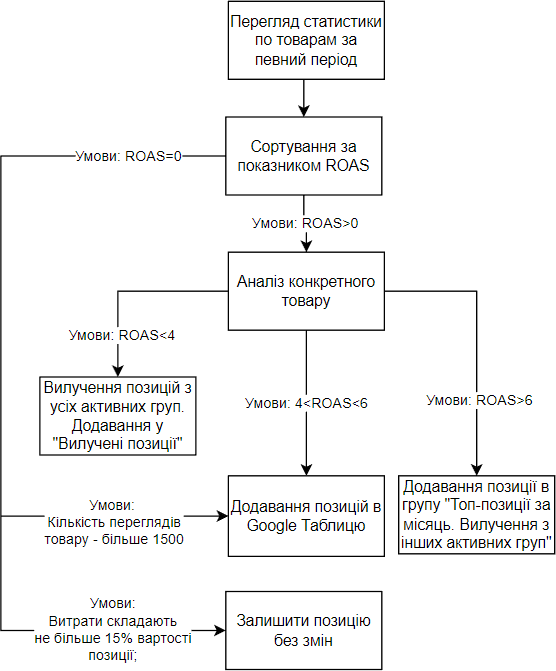 Перегляд статистики
по товарам за
певний період
Умови: ROAS=0
Сортування за
показником ROAS
Умови: ROAS>0
Аналіз конкретного
товару
Умови: ROAS<4
Вилучення позицій з
усіх активних груп.
Додавання у
"Вилучені позиції"
Умови: 4<ROAS<6
Умови: ROAS>6
Умови:
Кількість переглядів
товару - більше 1500
Додавання позицій в
Google Таблицю
Додавання позиції в
групу "Топ-позиції за
місяць. Вилучення з
інших активних груп"
Умови:
Витрати складають
не більше 15% вартості
позиції;
Залишити позицію
без змін